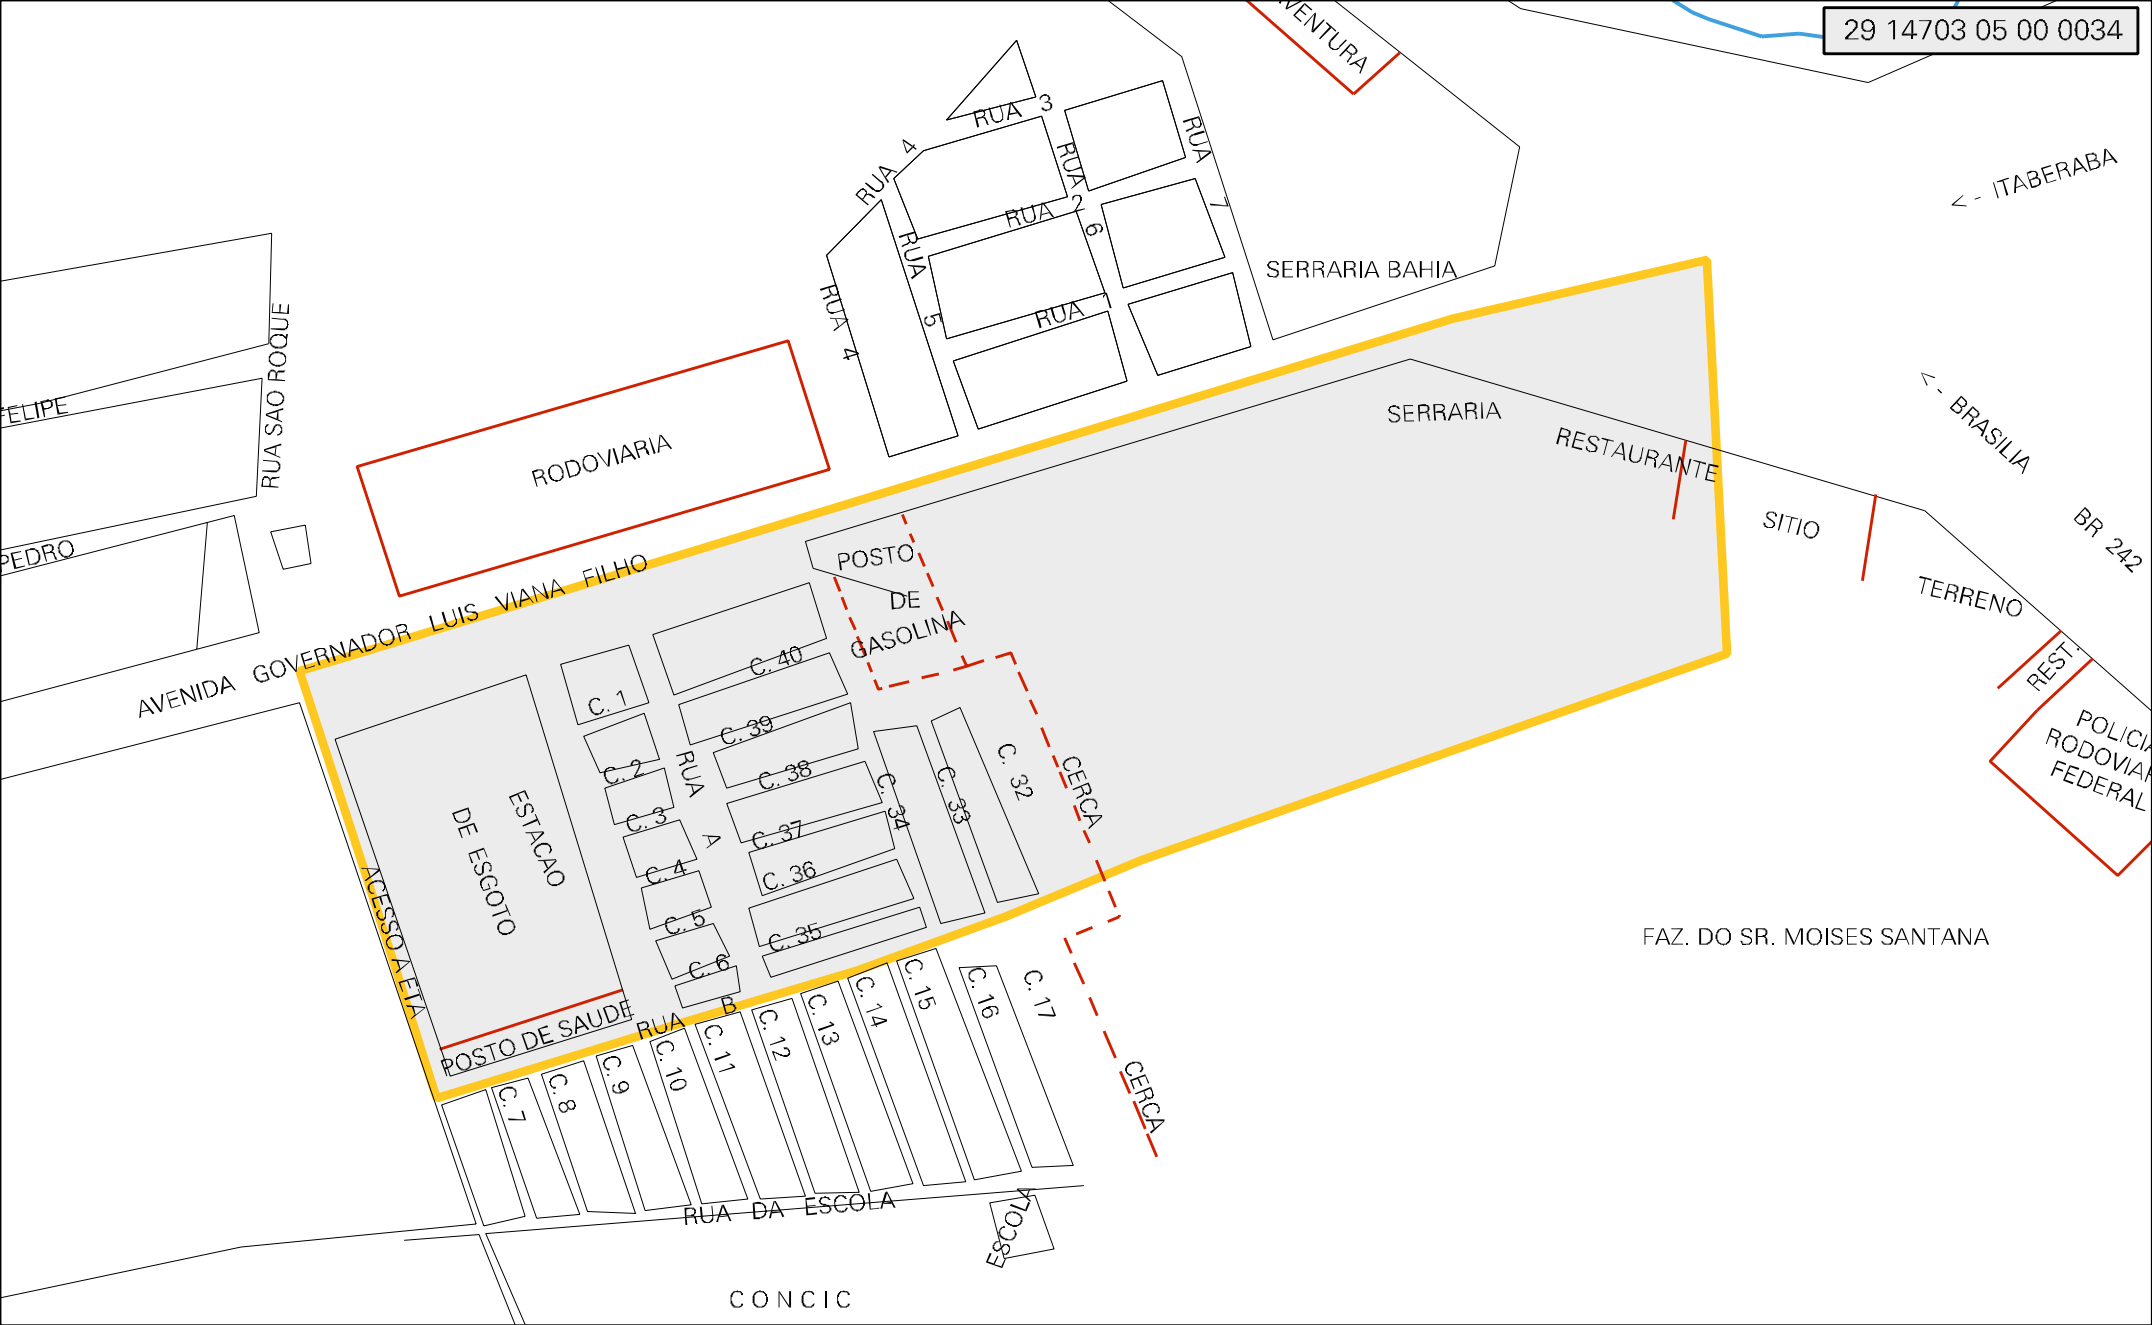 29 14703 05 00 0034
RUA 3
RUA 4
RUA
RUA
7
<- ITABERABA
RUA 2
6
RUA
5
SERRARIA BAHIA
RUA 4
RUA 1
RUA SAO ROQUE
FELIPE
<- BRASILIA
SERRARIA
RODOVIARIA
RESTAURANTE
SITIO
BR 242
PEDRO
POSTO
DE
GASOLINA
TERRENO
AVENIDA GOVERNADOR LUIS VIANA FILHO
REST.
C. 40
C. 1
C. 39
POLICIA
RODOVIAR
FEDERAL
C. 2
RUA A
C. 38
C. 34
C. 33
C. 32
CERCA
ESTACAO
DE ESGOTO
C. 3
C. 37
C. 4
C. 36
ACESSO A ETA
C. 5
C. 35
FAZ. DO SR. MOISES SANTANA
C. 6
POSTO DE SAUDE
RUA B
C. 7
C. 8
C. 9
C. 10
C. 11
C. 12
C. 13
C. 14
C. 15
C. 16
C. 17
CERCA
RUA DA ESCOLA
ESCOLA
CONCIC